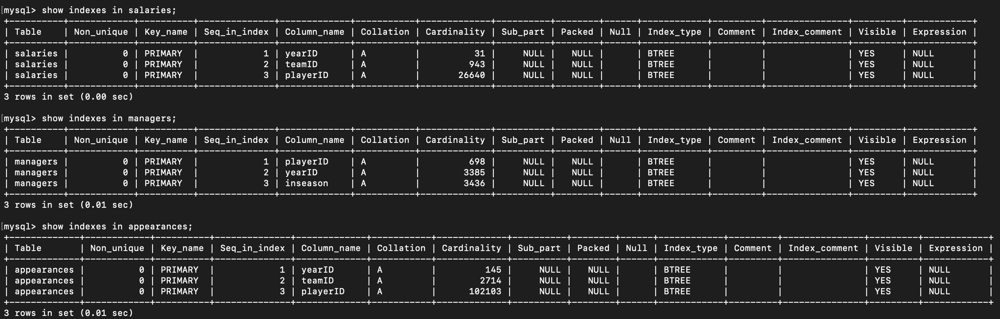 [mysql> show indexes in salaries;
+-----------+------------+----------+--------------+-------------+-----------+-------------+----------+--------+------+------------+---------+---------------+---------+------------+
| Table     | Non_unique | Key_name | Seq_in_index | Column_name | Collation | Cardinality | Sub_part | Packed | Null | Index_type | Comment | Index_comment | Visible | Expression |
+-----------+------------+----------+--------------+-------------+-----------+-------------+----------+--------+------+------------+---------+---------------+---------+------------+
| salaries |          0 | PRIMARY  |            1 | yearID      | A         |          31 |     NULL |   NULL |      | BTREE      |         |               | YES     | NULL       |
| salaries |          0 | PRIMARY  |            2 | teamID      | A         |         943 |     NULL |   NULL |      | BTREE      |         |               | YES     | NULL       |
| salaries |          0 | PRIMARY  |            3 | playerID    | A         |       26640 |     NULL |   NULL |      | BTREE      |         |               | YES     | NULL       |
+-----------+------------+----------+--------------+-------------+-----------+-------------+----------+--------+------+------------+---------+---------------+---------+------------+
3 rows in set (0.00 sec)
[mysql> show indexes in managers;
+-----------+------------+----------+--------------+-------------+-----------+-------------+----------+--------+------+------------+---------+---------------+---------+------------+
| Table     | Non_unique | Key_name | Seq_in_index | Column_name | Collation | Cardinality | Sub_part | Packed | Null | Index_type | Comment | Index_comment | Visible | Expression |
+-----------+------------+----------+--------------+-------------+-----------+-------------+----------+--------+------+------------+---------+---------------+---------+------------+
| managers |          0 | PRIMARY  |            1 | playerID    | A         |         698 |     NULL |   NULL |      | BTREE      |         |               | YES     | NULL       |
| managers |          0 | PRIMARY  |            2 | yearID      | A         |        3385 |     NULL |   NULL |      | BTREE      |         |               | YES     | NULL       |
| managers |          0 | PRIMARY  |            3 | inseason    | A         |        3436 |     NULL |   NULL |      | BTREE      |         |               | YES     | NULL       |
+-----------+------------+----------+--------------+-------------+-----------+-------------+----------+--------+------+------------+---------+---------------+---------+------------+
3 rows in set (0.01 sec)
[mysql> show indexes in appearances;
+-------------+------------+----------+--------------+-------------+-----------+-------------+----------+--------+------+------------+---------+---------------+---------+------------+
| Table       | Non_unique | Key_name | Seq_in_index | Column_name | Collation | Cardinality | Sub_part | Packed | Null | Index_type | Comment | Index_comment | Visible | Expression |
+-------------+------------+----------+--------------+-------------+-----------+-------------+----------+--------+------+------------+---------+---------------+---------+------------+
| appearances |          0 | PRIMARY  |            1 | yearID      | A         |         145 |     NULL |   NULL |      | BTREE      |         |               | YES     | NULL       |
| appearances |          0 | PRIMARY  |            2 | teamID      | A         |        2714 |     NULL |   NULL |      | BTREE      |         |               | YES     | NULL       |
| appearances |          0 | PRIMARY  |            3 | playerID    | A         |      102103 |     NULL |   NULL |      | BTREE      |         |               | YES     | NULL       |
+-------------+------------+----------+--------------+-------------+-----------+-------------+----------+--------+------+------------+---------+---------------+---------+------------+
3 rows in set (0.01 sec)